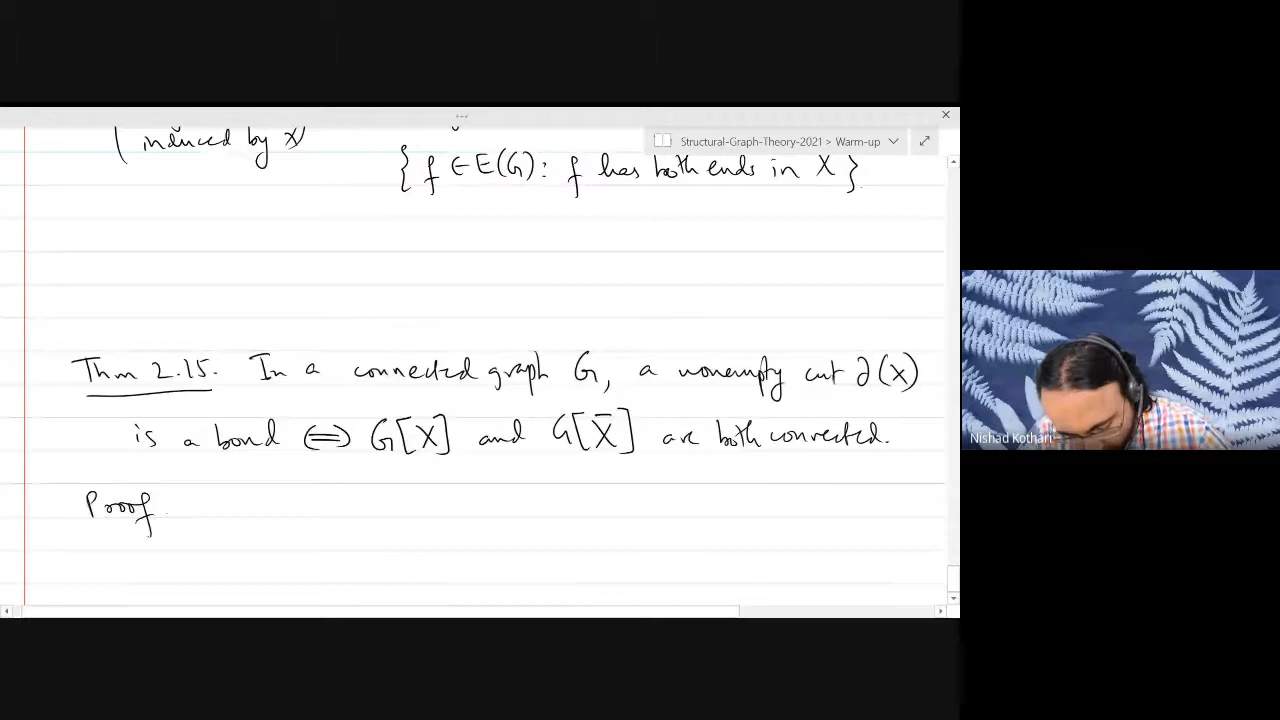 induced by X
Structural-Graph-Theory-2021 > Warm-up
{ f ∈ E(G): f has both ends in X }.
Thm 2.15. In a connected graph G, a nonempty cut ∂(X)
is a bond ⟺ G[X] and G[X̄] are both connected.
Nishad Kothari
Proof.